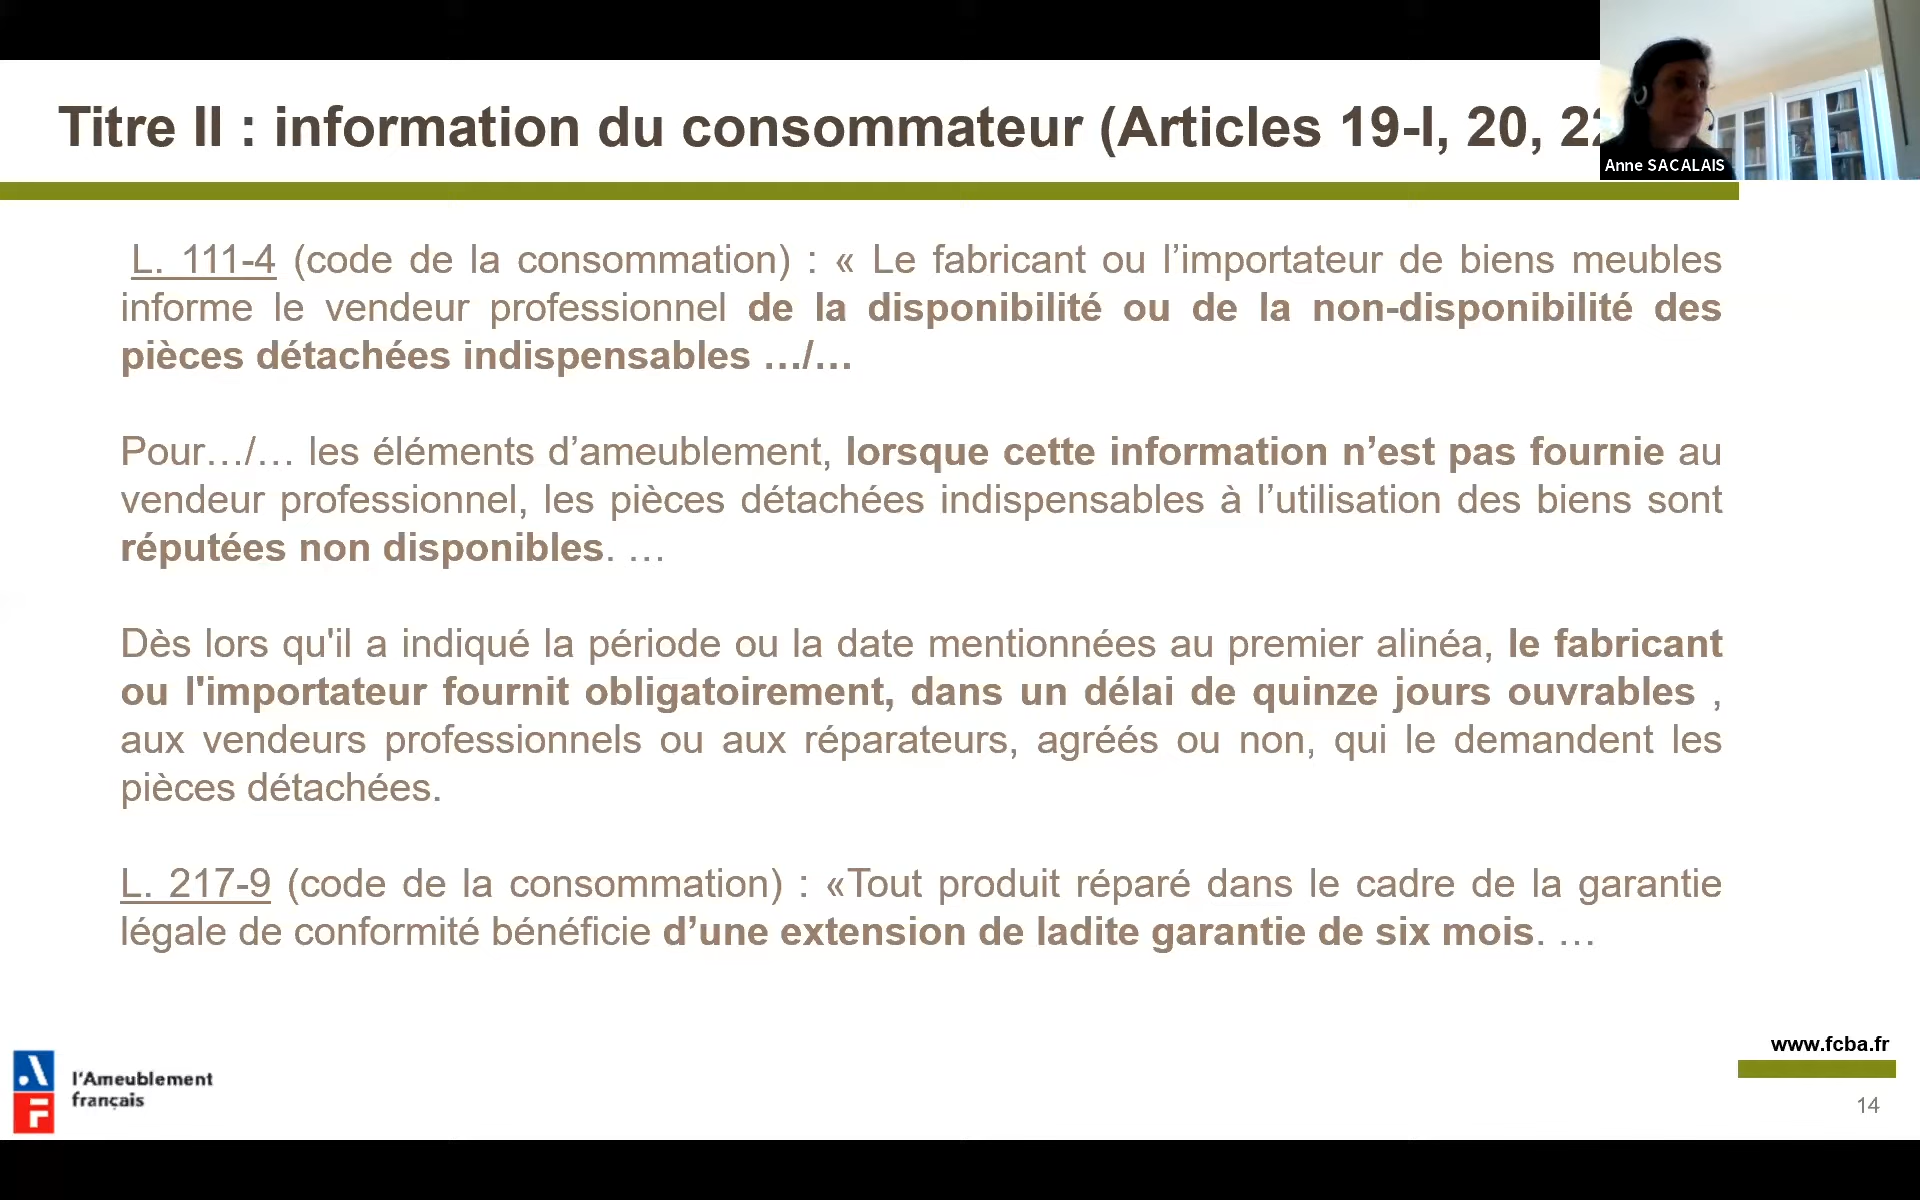 Titre II : information du consommateur (Articles 19-I, 20, 22
Anne SACALAIS
L. 111-4 (code de la consommation) : « Le fabricant ou l’importateur de biens meubles
informe le vendeur professionnel de la disponibilité ou de la non-disponibilité des
pièces détachées indispensables …/…
Pour…/… les éléments d’ameublement, lorsque cette information n’est pas fournie au
vendeur professionnel, les pièces détachées indispensables à l’utilisation des biens sont
réputées non disponibles. …
Dès lors qu'il a indiqué la période ou la date mentionnées au premier alinéa, le fabricant
ou l'importateur fournit obligatoirement, dans un délai de quinze jours ouvrables ,
aux vendeurs professionnels ou aux réparateurs, agréés ou non, qui le demandent les
pièces détachées.
L. 217-9 (code de la consommation) : «Tout produit réparé dans le cadre de la garantie
légale de conformité bénéficie d’une extension de ladite garantie de six mois. …
www.fcba.fr
l'Ameublement
français
14